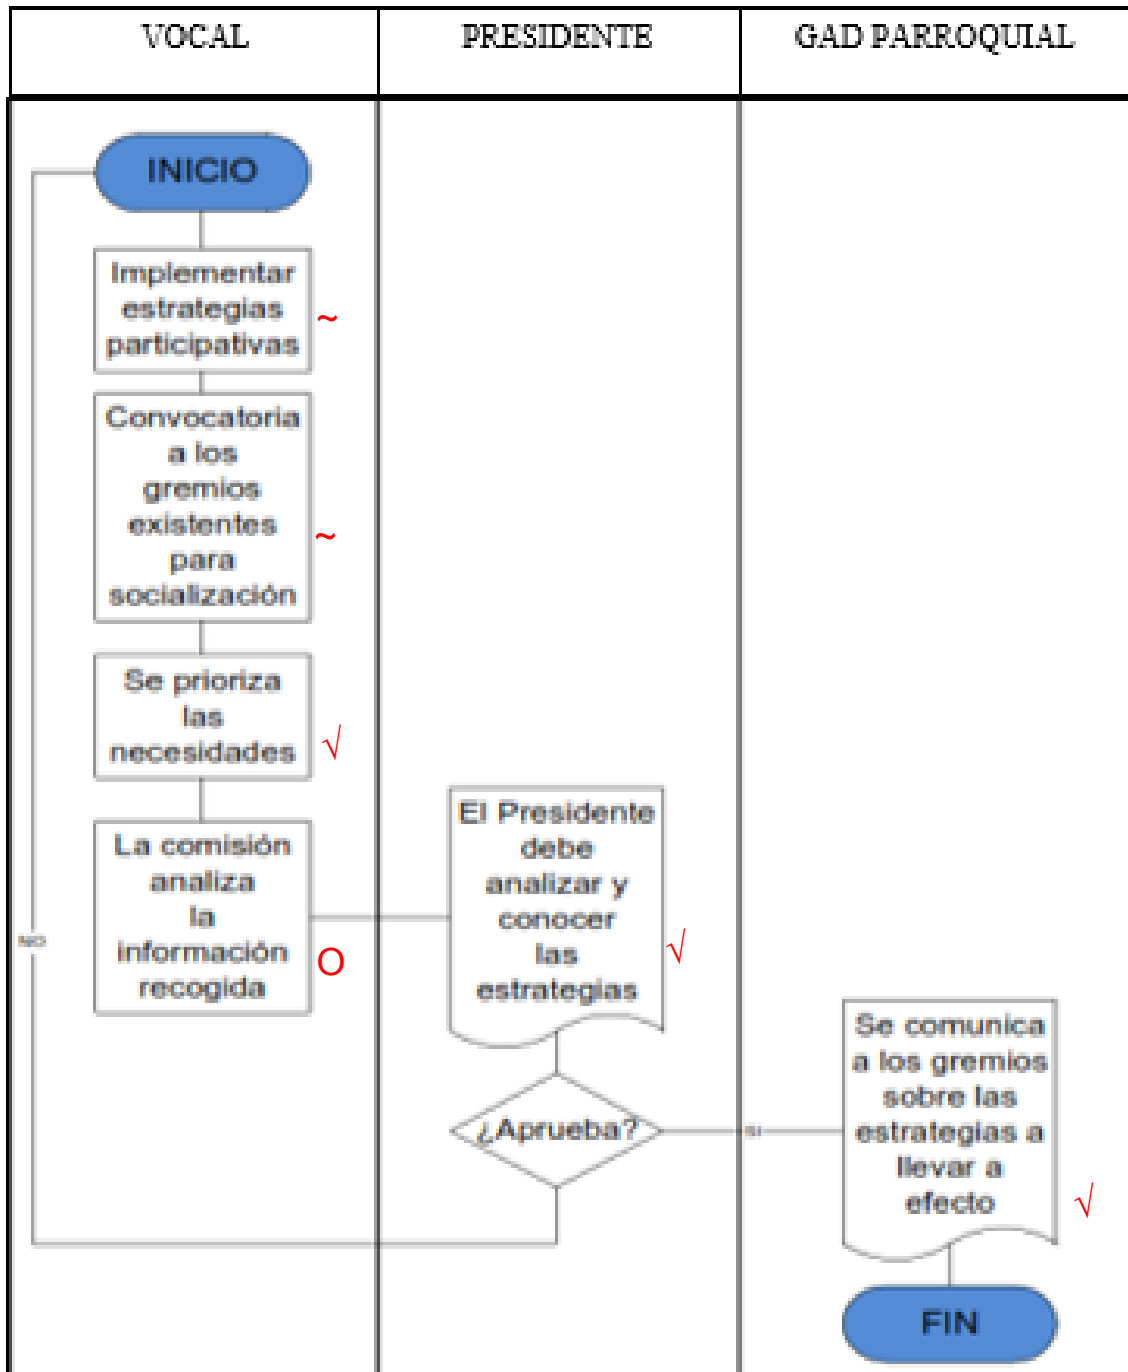 VOCAL
PRESIDENTE
GAD PARROQUIAL
INICIO
Implementar
estrategias
participativas
~
Convocatoria
a los
gremios
existentes
para
socialización
~
Se prioriza
las
necesidades
√
La comisión
analiza
la
información
recogida
O
El Presidente
debe
analizar y
conocer
las
estrategias
√
¿Aprueba?
NO
SI
Se comunica
a los gremios
sobre las
estrategias a
llevar a
efecto
√
FIN